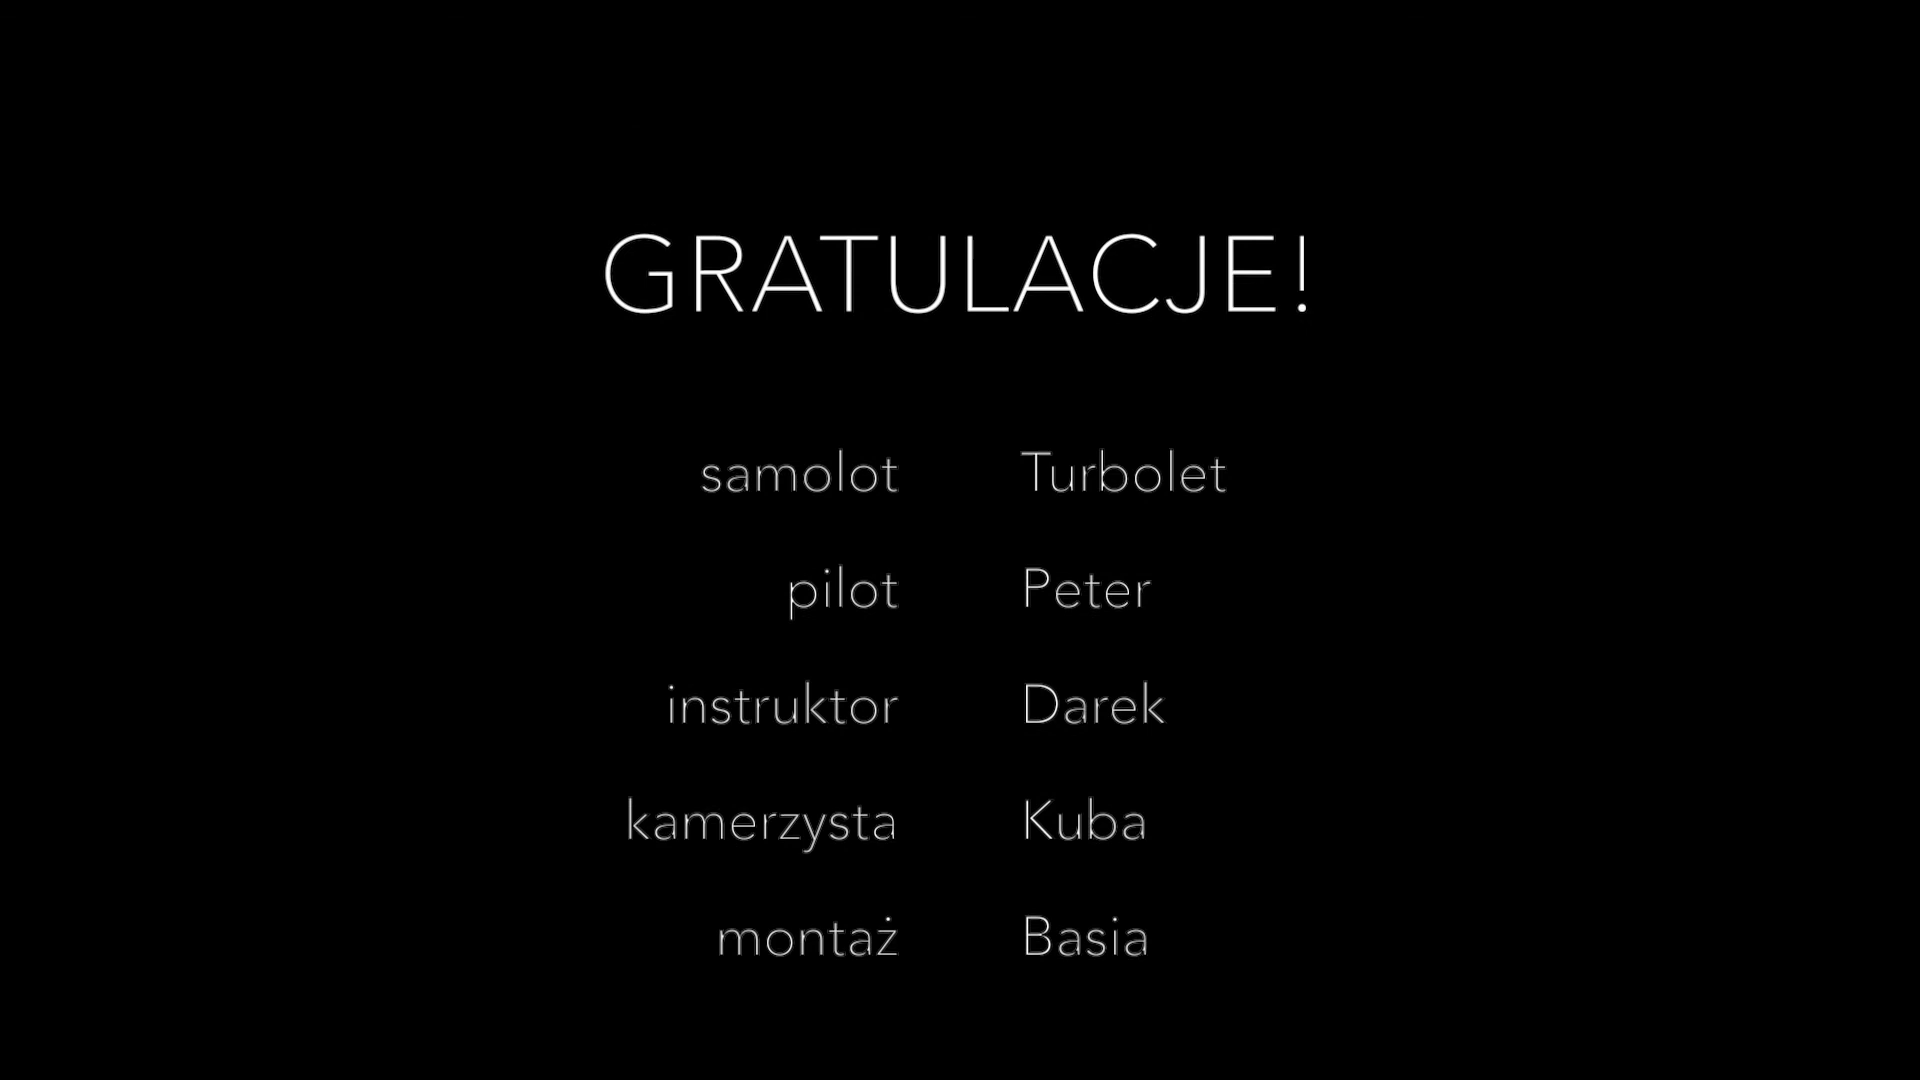 GRATULACJE!
samolot Turbolet
pilot Peter
instruktor Darek
kamerzysta Kuba
montaż Basia